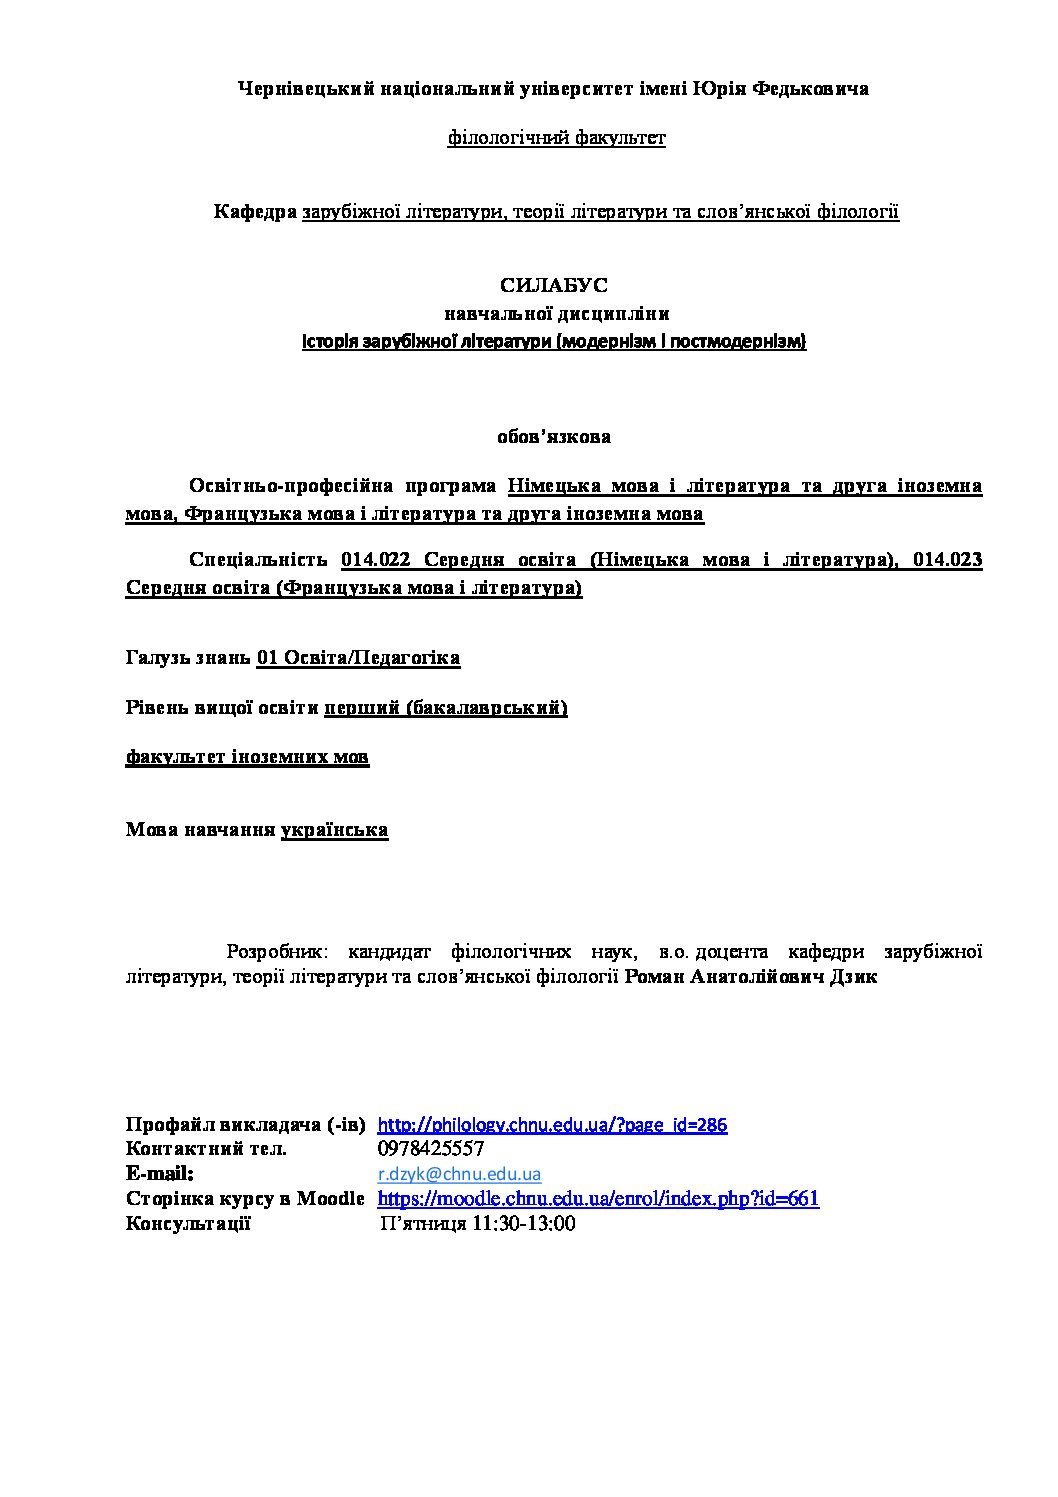 Чернівецький національний університет імені Юрія Федьковича
філологічний факультет
Кафедра зарубіжної літератури, теорії літератури та слов’янської філології
СИЛАБУС
навчальної дисципліни
Історія зарубіжної літератури (модернізм і постмодернізм)
обов’язкова
Освітньо-професійна програма Німецька мова і література та друга іноземна
мова, Французька мова і література та друга іноземна мова
Спеціальність 014.022 Середня освіта (Німецька мова і література), 014.023
Середня освіта (Французька мова і література)
Галузь знань 01 Освіта/Педагогіка
Рівень вищої освіти перший (бакалаврський)
факультет іноземних мов
Мова навчання українська
Розробник: кандидат філологічних наук, в.о. доцента кафедри зарубіжної
літератури, теорії літератури та слов’янської філології Роман Анатолійович Дзик
Профайл викладача (-ів) http://philology.chnu.edu.ua/?page_id=286
Контактний тел. 0978425557
E-mail: r.dzyk@chnu.edu.ua
Сторінка курсу в Moodle https://moodle.chnu.edu.ua/enrol/index.php?id=661
Консультації П’ятниця 11:30-13:00